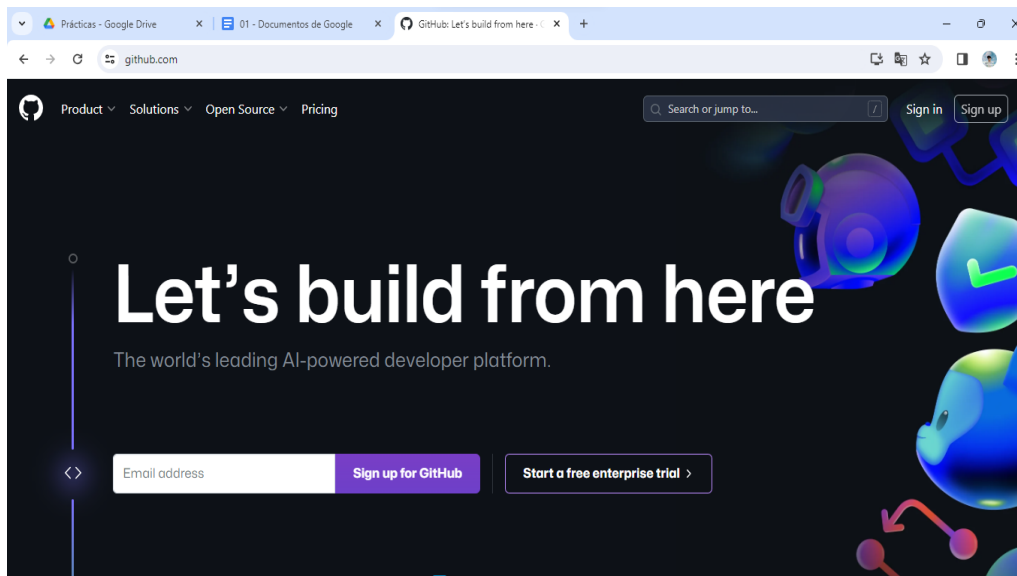 Prácticas - Google Drive
01 - Documentos de Google
GitHub: Let's build from here ·
github.com
Product Solutions Open Source Pricing Search or jump to... / Sign in Sign up
Let's build from here
The world's leading AI-powered developer platform.
Email address Sign up for GitHub Start a free enterprise trial